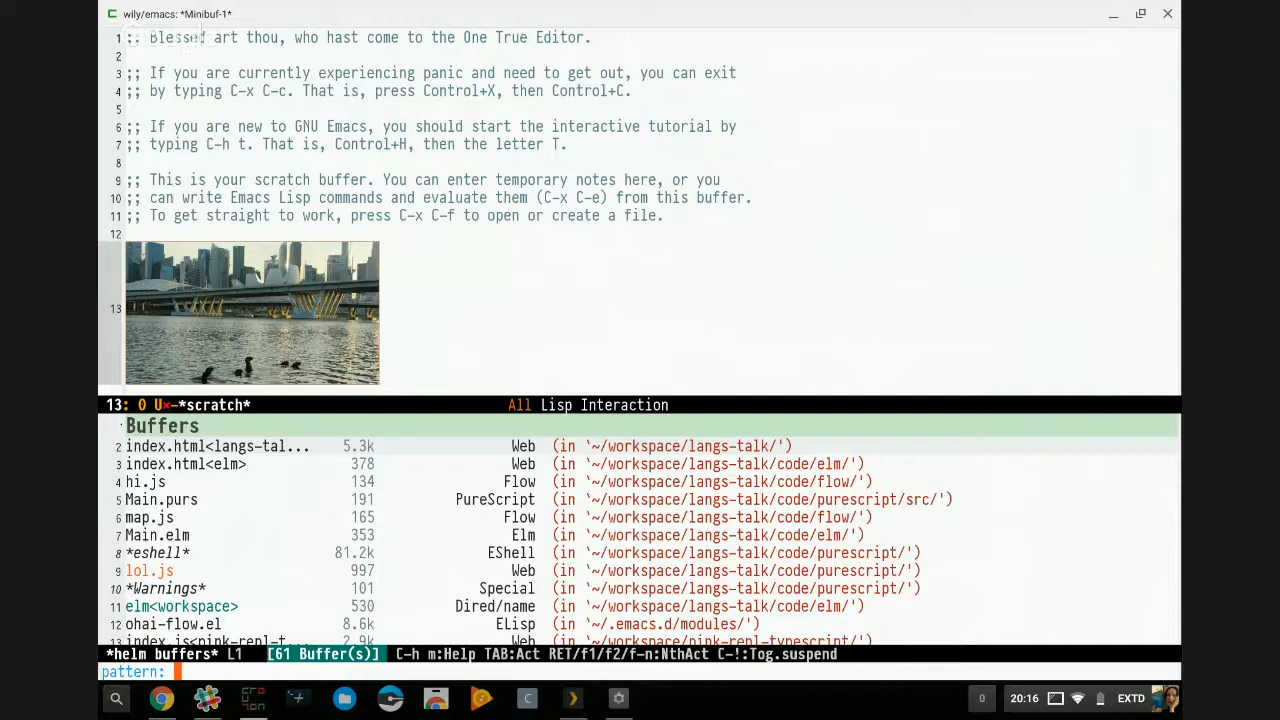 wily/emacs: *Minibuf-1*
1 ;; Blessed art thou, who hast come to the One True Editor.
2
3 ;; If you are currently experiencing panic and need to get out, you can exit
4 ;; by typing C-x C-c. That is, press Control+X, then Control+C.
5
6 ;; If you are new to GNU Emacs, you should start the interactive tutorial by
7 ;; typing C-h t. That is, Control+H, then the letter T.
8
9 ;; This is your scratch buffer. You can enter temporary notes here, or you
10 ;; can write Emacs Lisp commands and evaluate them (C-x C-e) from this buffer.
11 ;; To get straight to work, press C-x C-f to open or create a file.
12
13
13: 0 U×-*scratch* All Lisp Interaction
Buffers
2 index.html<langs-tal... 5.3k Web (in `~/workspace/langs-talk/')
3 index.html<elm> 378 Web (in `~/workspace/langs-talk/code/elm/')
4 hi.js 134 Flow (in `~/workspace/langs-talk/code/flow/')
5 Main.purs 191 PureScript (in `~/workspace/langs-talk/code/purescript/src/')
6 map.js 165 Flow (in `~/workspace/langs-talk/code/flow/')
7 Main.elm 353 Elm (in `~/workspace/langs-talk/code/elm/')
8 *eshell* 81.2k EShell (in `~/workspace/langs-talk/code/purescript/')
9 lol.js 997 Web (in `~/workspace/langs-talk/code/purescript/')
10 *Warnings* 101 Special (in `~/workspace/langs-talk/code/purescript/')
11 elm<workspace> 530 Dired/name (in `~/workspace/langs-talk/code/elm/')
12 ohai-flow.el 8.6k ELisp (in `~/.emacs.d/modules/')
13 index.js<pink-repl-t... 2.9k Web (in `~/workspace/pink-repl-typescript/')
*helm buffers* L1 [61 Buffer(s)] C-h m:Help TAB:Act RET/f1/f2/f-n:NthAct C-!:Tog.suspend
pattern:
0 20:16 EXTD